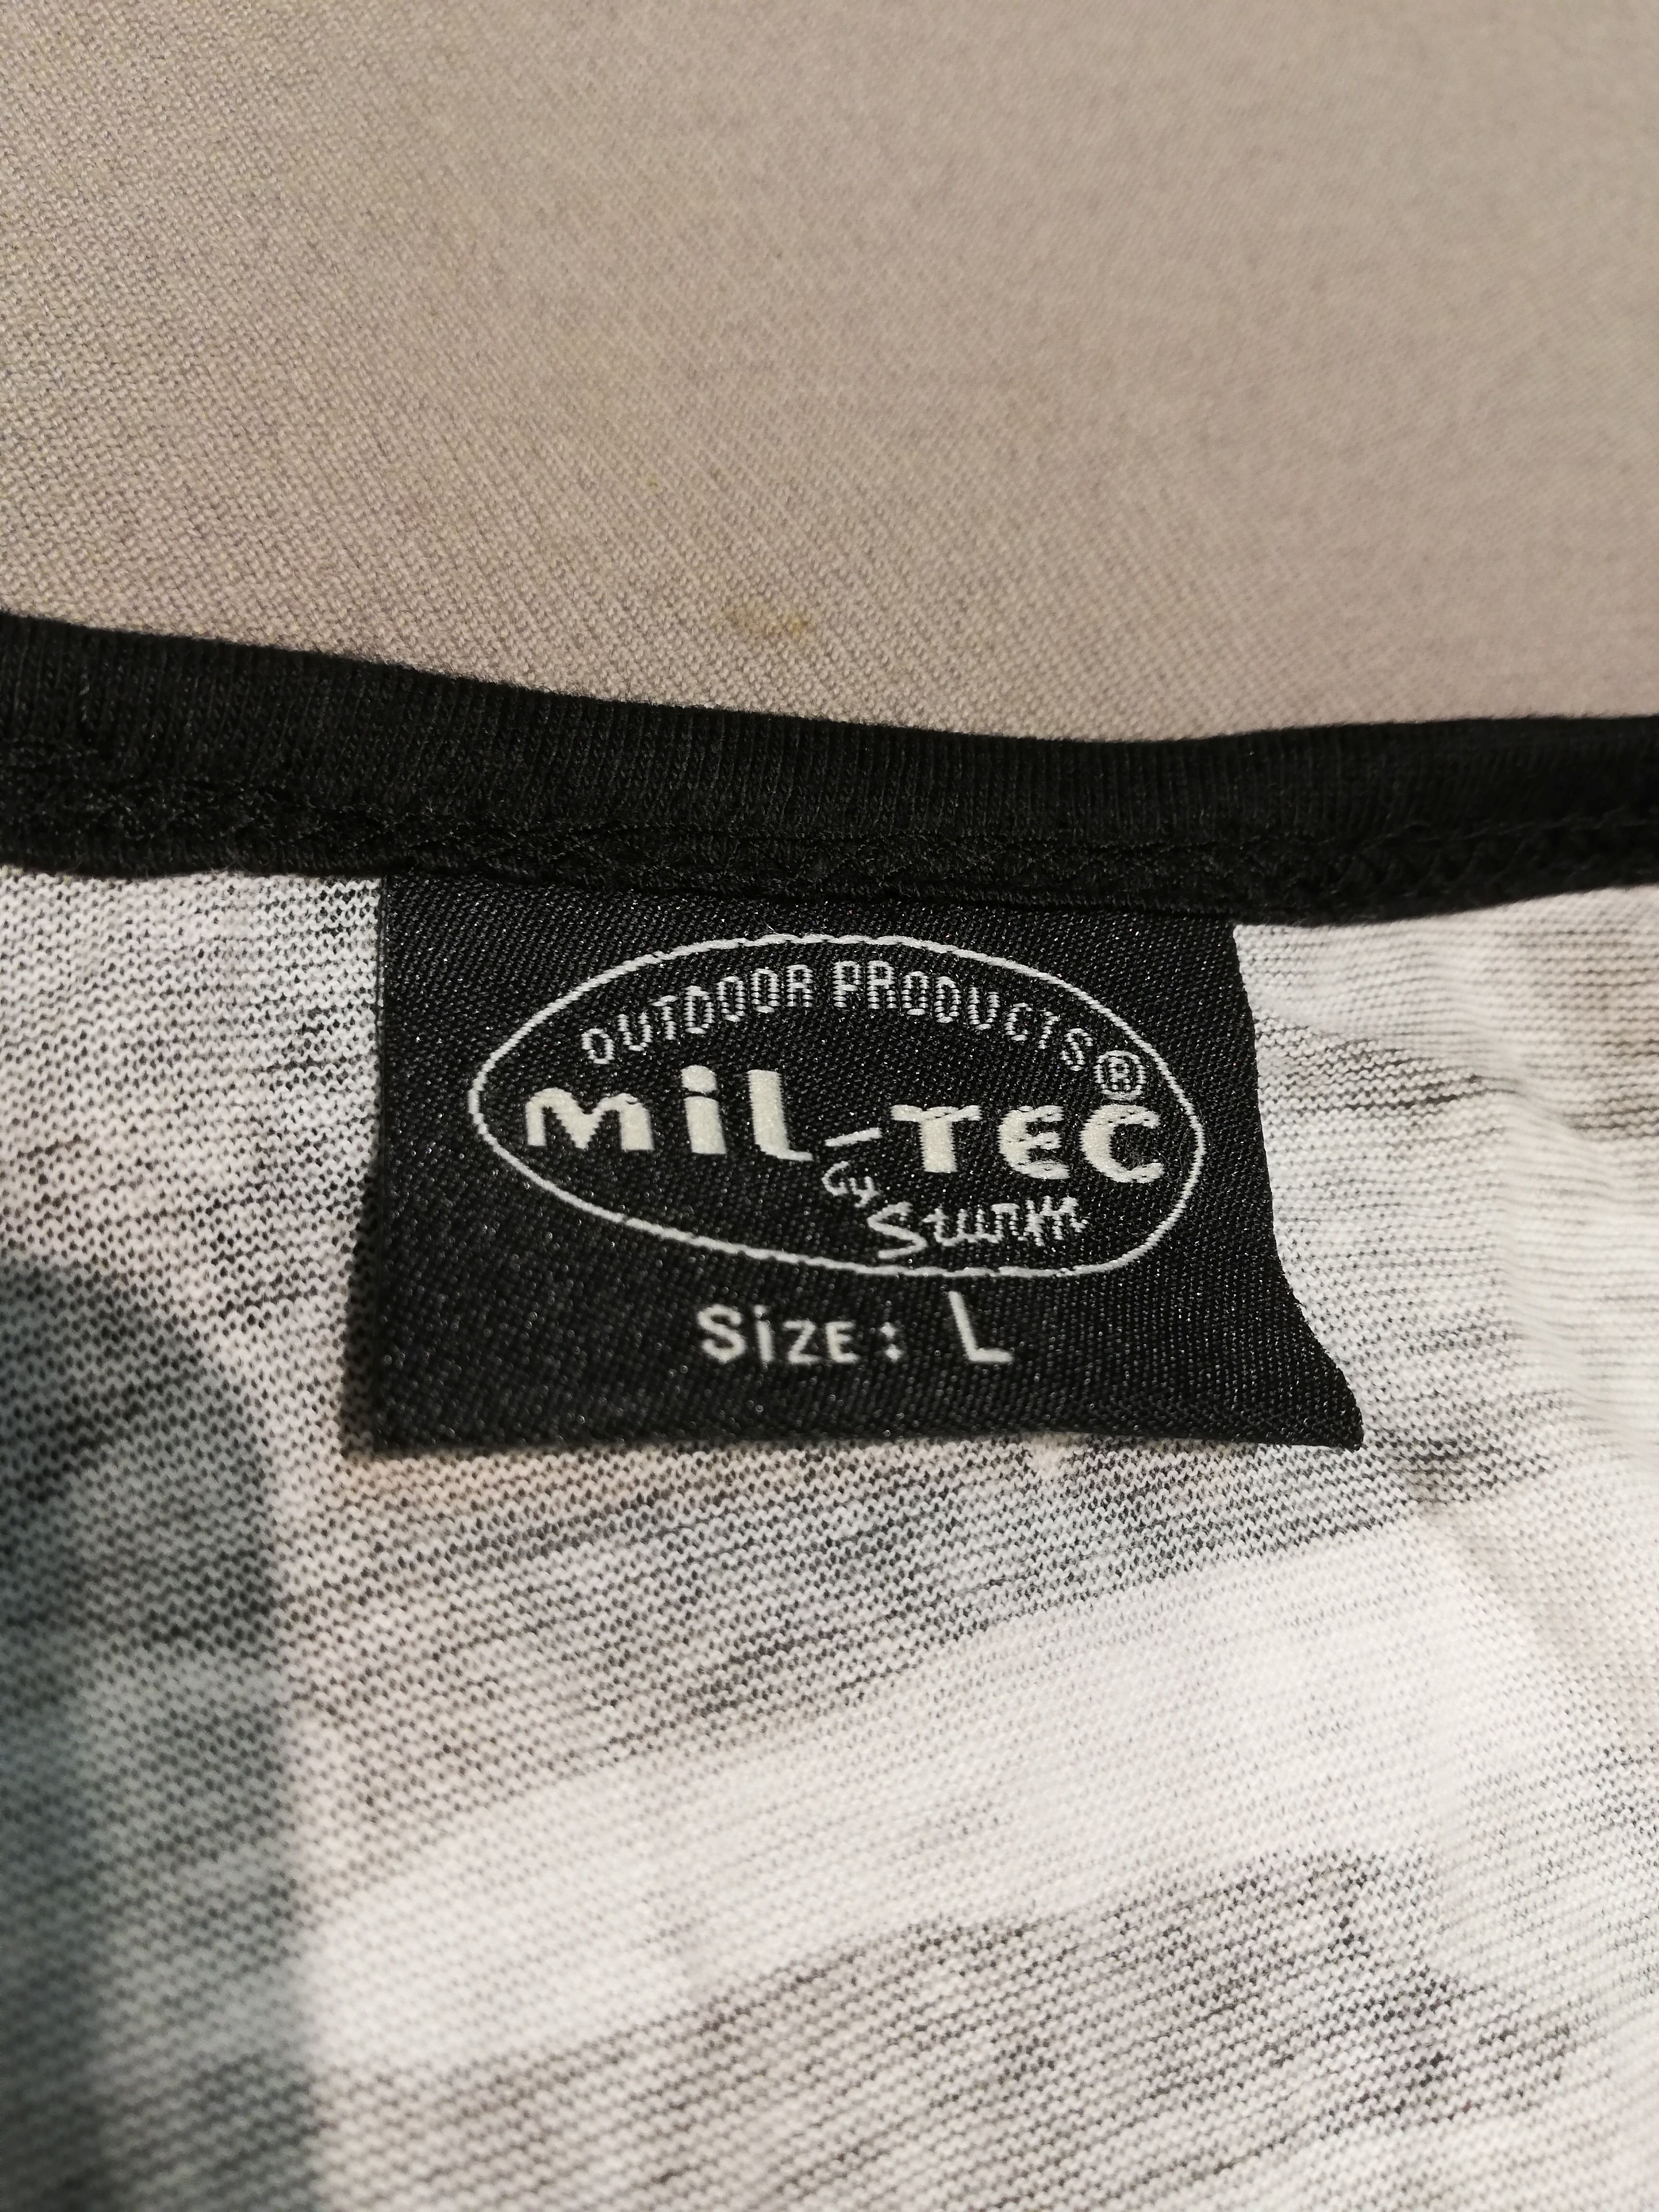 OUTDOOR PRODUCTS®
miL-TEC
by Sturm
SiZE: L